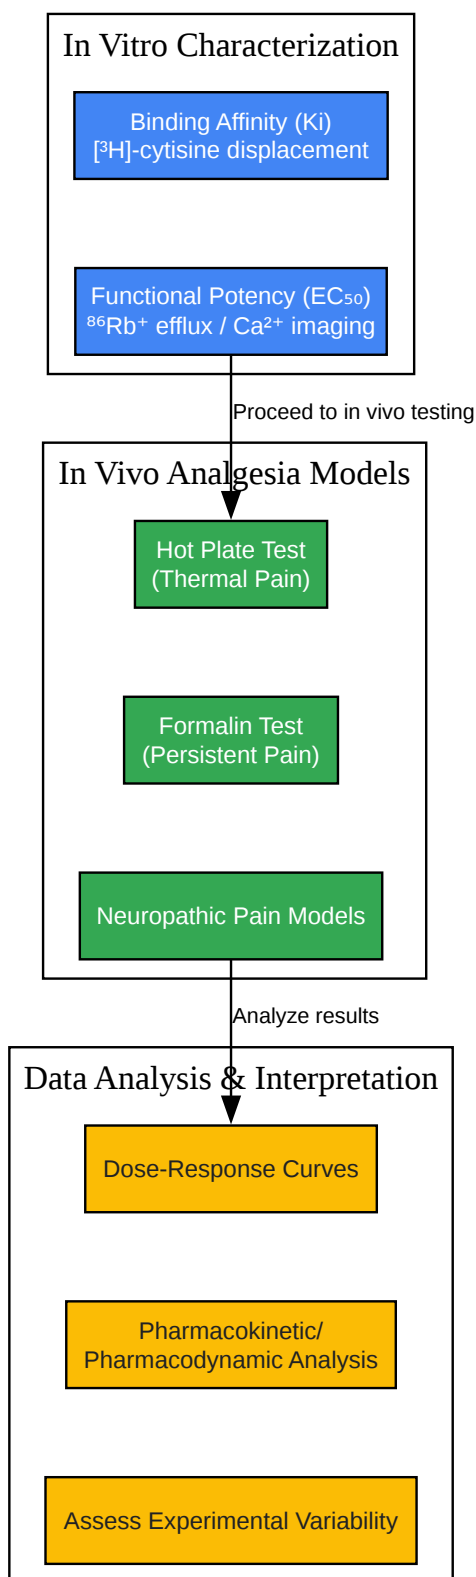 In Vitro Characterization
Binding Affinity (Ki)
[³H]-cytisine displacement
Functional Potency (EC₅₀)
⁸⁶Rb⁺ efflux / Ca²⁺ imaging
Proceed to in vivo testing
In Vivo Analgesia Models
Hot Plate Test
(Thermal Pain)
Formalin Test
(Persistent Pain)
Neuropathic Pain Models
Analyze results
Data Analysis & Interpretation
Dose-Response Curves
Pharmacokinetic/
Pharmacodynamic Analysis
Assess Experimental Variability